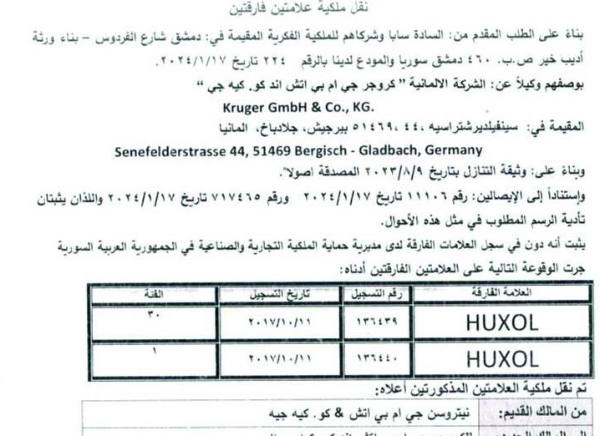 نقل ملكية علامتين فارقتين
بناءً على الطلب المقدم من: السادة سابا وشركاهم للملكية الفكرية المقيمة في: دمشق شارع الفردوس – بناء ورثة
أديب خير ص.ب. ٤٦٠ دمشق سوريا والمودع لدينا بالرقم ٢٢٤ تاريخ ٢٠٢٤/١/١٧.
بوصفهم وكيلاً عن: الشركة الالمانية " كروجر جي ام بي اتش اند كو. كيه جي "
Kruger GmbH & Co., KG.
المقيمة في: سينفيلديرشتراسيه ٤٤، ٥١٤٦٩ بيرجيش، جلادباخ، المانيا
Senefelderstrasse 44, 51469 Bergisch - Gladbach, Germany
وبناءً على: وثيقة التنازل بتاريخ ٢٠٢٣/٨/٩ المصدقة اصولاً.
وإستناداً إلى الإيصالين: رقم ١١١٠٦ تاريخ ٢٠٢٤/١/١٧ ورقم ٧١٧٤٦٥ تاريخ ٢٠٢٤/١/١٧ واللذان يثبتان
تأدية الرسم المطلوب في مثل هذه الأحوال.
يثبت أنه دون في سجل العلامات الفارقة لدى مديرية حماية الملكية التجارية والصناعية في الجمهورية العربية السورية
جرت الوقوعة التالية على العلامتين الفارقتين أدناه:
العلامة الفارقة رقم التسجيل تاريخ التسجيل الفئة
HUXOL ١٣٦٤٣٩ ٢٠١٧/١٠/١١ ٣٠
HUXOL ١٣٦٤٤٠ ٢٠١٧/١٠/١١ ١
تم نقل ملكية العلامتين المذكورتين أعلاه:
من المالك القديم: نيتروسن جي ام بي اتش & كو. كيه جيه